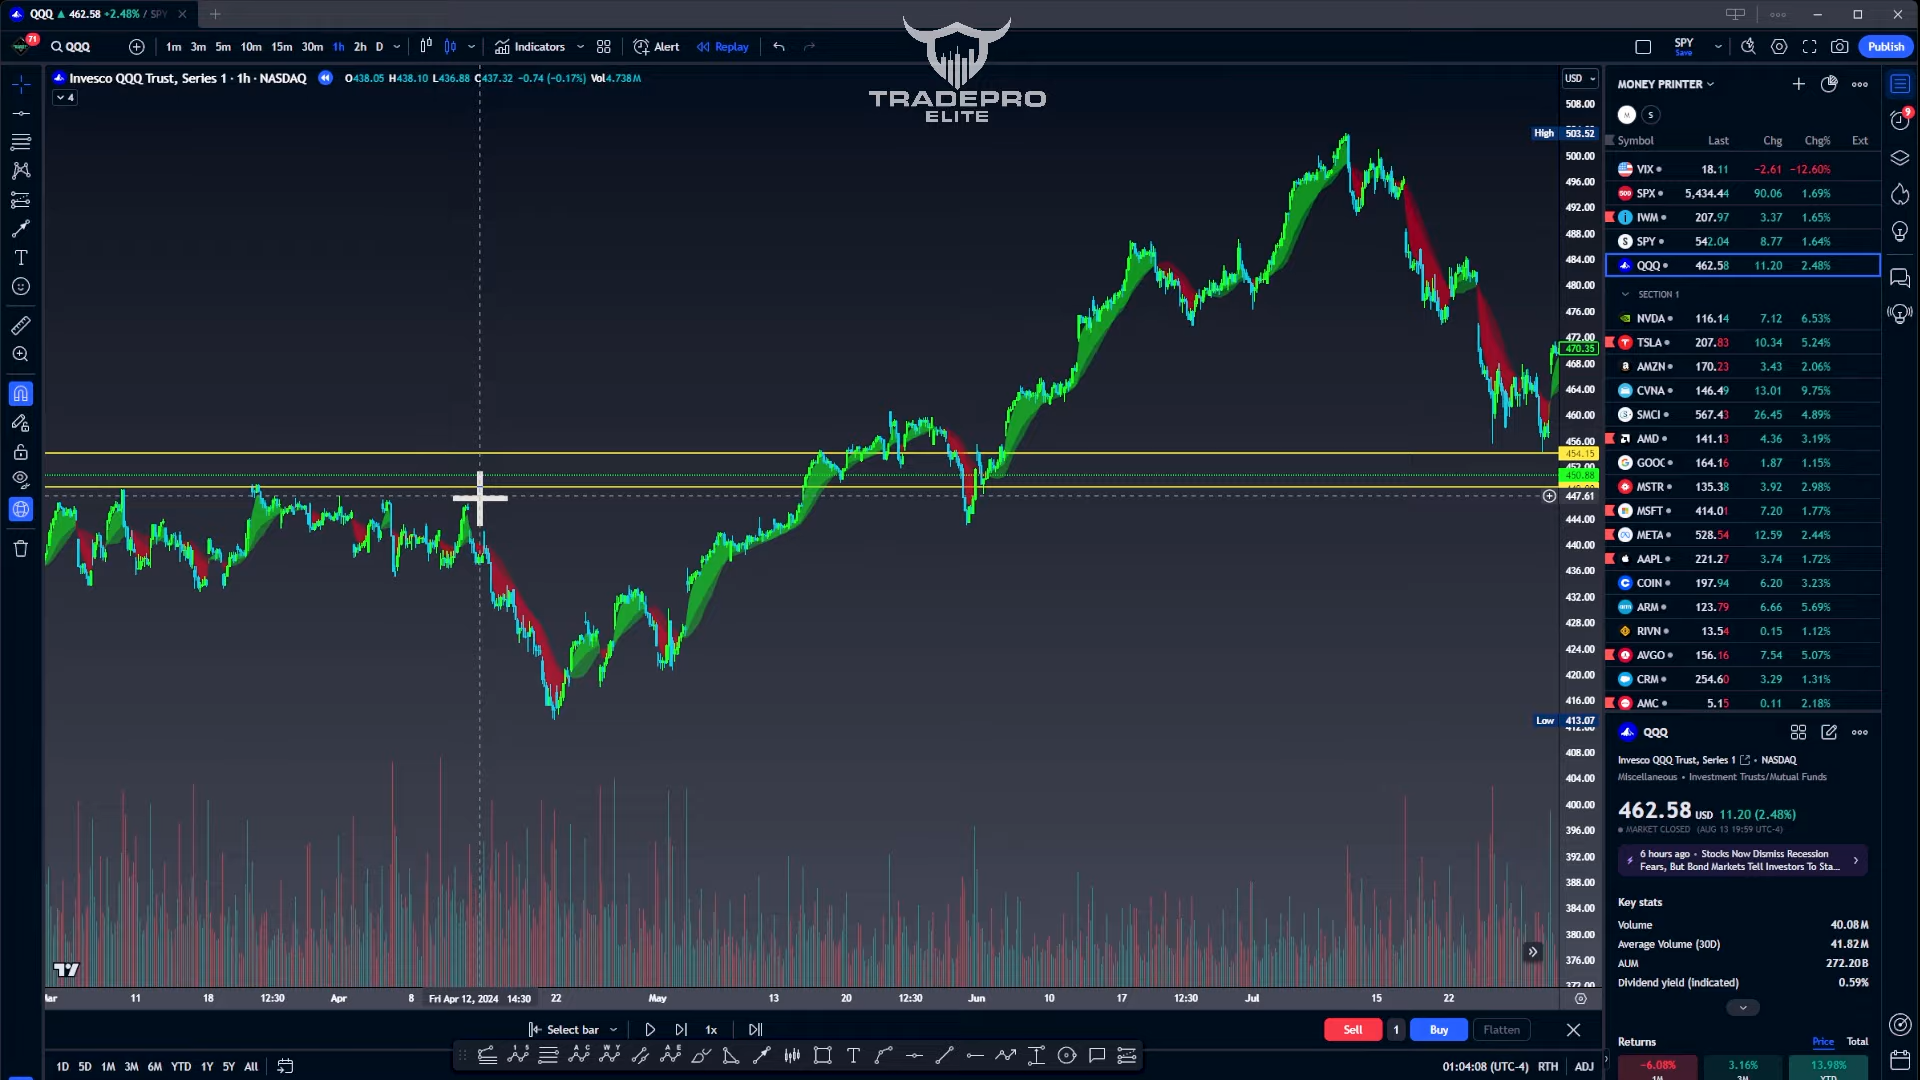 QQQ ▲ 462.58 +2.48% / SPY
71
QQQ
1m 3m 5m 10m 15m 30m 1h 2h D
Indicators
Alert
Replay
SPY
Save
Publish
TRADEPRO
ELITE
Invesco QQQ Trust, Series 1 · 1h · NASDAQ
O438.05 H438.10 L436.88 C437.32 −0.74 (−0.17%) Vol4.738M
4
USD
508.00
High 503.52
500.00
496.00
492.00
488.00
484.00
480.00
476.00
472.00
470.35
468.00
464.00
460.00
456.00
454.15
450.88
447.61
444.00
440.00
436.00
432.00
428.00
424.00
420.00
416.00
Low 413.07
408.00
404.00
400.00
396.00
392.00
388.00
384.00
380.00
376.00
372.00
11 18 12:30 Apr 8 Fri Apr 12, 2024 14:30 22 May 13 20 12:30 Jun 10 17 12:30 Jul 15 22
Select bar
1x
Sell 1 Buy Flatten
1D 5D 1M 3M 6M YTD 1Y 5Y All
01:04:08 (UTC-4) RTH ADJ
MONEY PRINTER
M S
9
Symbol Last Chg Chg% Ext
VIX 18.11 −2.61 −12.60%
SPX 5,434.44 90.06 1.69%
IWM 207.97 3.37 1.65%
SPY 542.04 8.77 1.64%
QQQ 462.58 11.20 2.48%
SECTION 1
NVDA 116.14 7.12 6.53%
TSLA 207.83 10.34 5.24%
AMZN 170.23 3.43 2.06%
CVNA 146.49 13.01 9.75%
SMCI 567.43 26.45 4.89%
AMD 141.13 4.36 3.19%
GOOG 164.16 1.87 1.15%
MSTR 135.38 3.92 2.98%
MSFT 414.01 7.20 1.77%
META 528.54 12.59 2.44%
AAPL 221.27 3.74 1.72%
COIN 197.94 6.20 3.23%
ARM 123.79 6.66 5.69%
RIVN 13.54 0.15 1.12%
AVGO 156.16 7.54 5.07%
CRM 254.60 3.29 1.31%
AMC 5.15 0.11 2.18%
QQQ
Invesco QQQ Trust, Series 1 • NASDAQ
Miscellaneous • Investment Trusts/Mutual Funds
462.58 USD 11.20 (2.48%)
MARKET CLOSED (AUG 13 19:59 UTC-4)
6 hours ago • Stocks Now Dismiss Recession
Fears, But Bond Markets Tell Investors To Sta...
Key stats
Volume 40.08M
Average Volume (30D) 41.82M
AUM 272.20B
Dividend yield (indicated) 0.59%
Returns Price Total
−6.08% 3.16% 13.98%